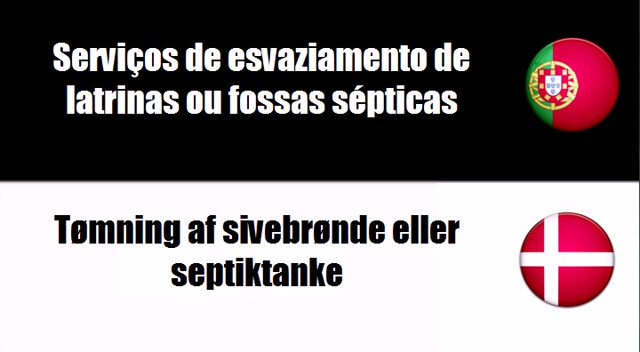 Serviços de esvaziamento de
latrinas ou fossas sépticas
Tømning af sivebrønde eller
septiktanke